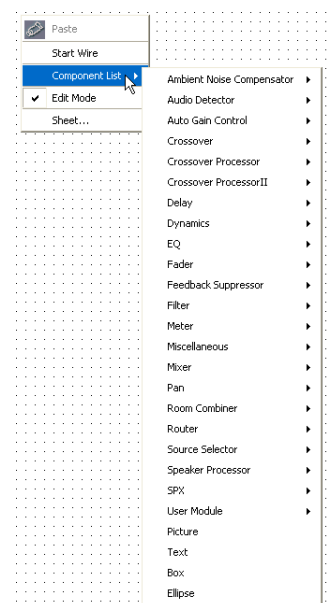 Paste
Start Wire
Component List
Edit Mode
Sheet...
Ambient Noise Compensator
Audio Detector
Auto Gain Control
Crossover
Crossover Processor
Crossover ProcessorII
Delay
Dynamics
EQ
Fader
Feedback Suppressor
Filter
Meter
Miscellaneous
Mixer
Pan
Room Combiner
Router
Source Selector
Speaker Processor
SPX
User Module
Picture
Text
Box
Ellipse